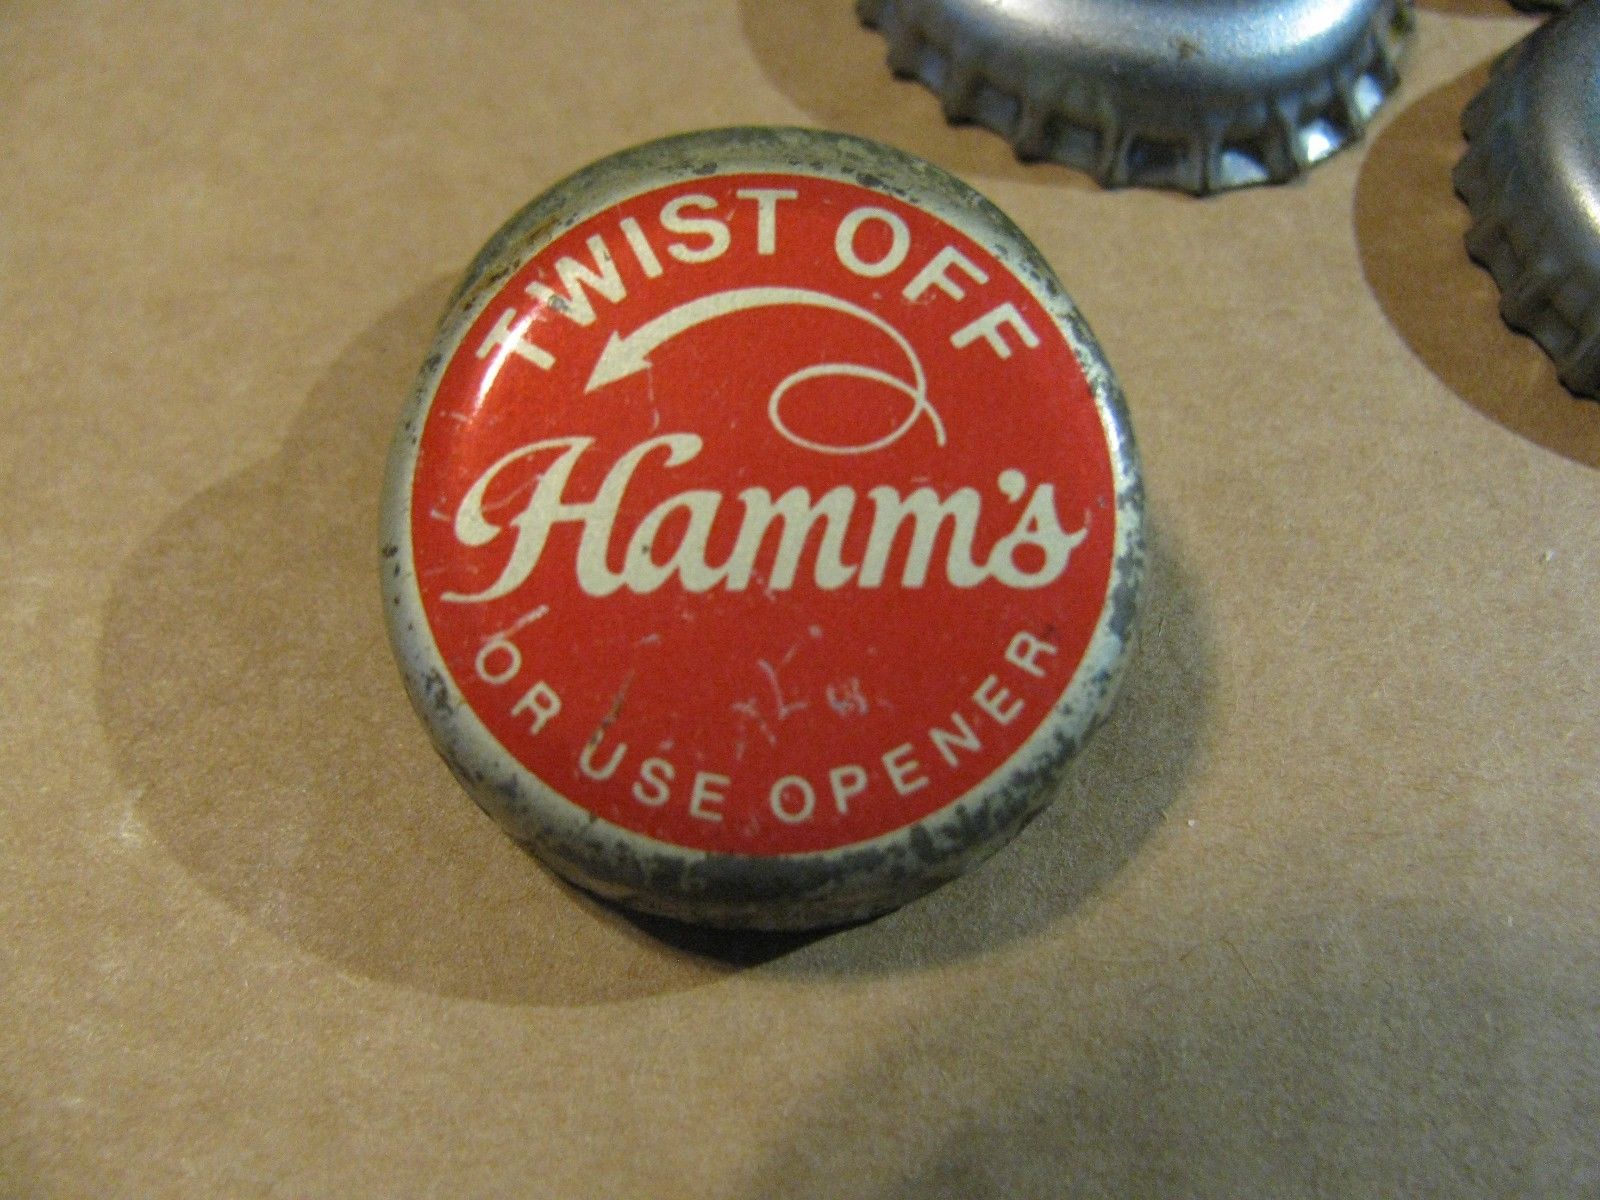 TWIST OFF
Hamm's
OR USE OPENER